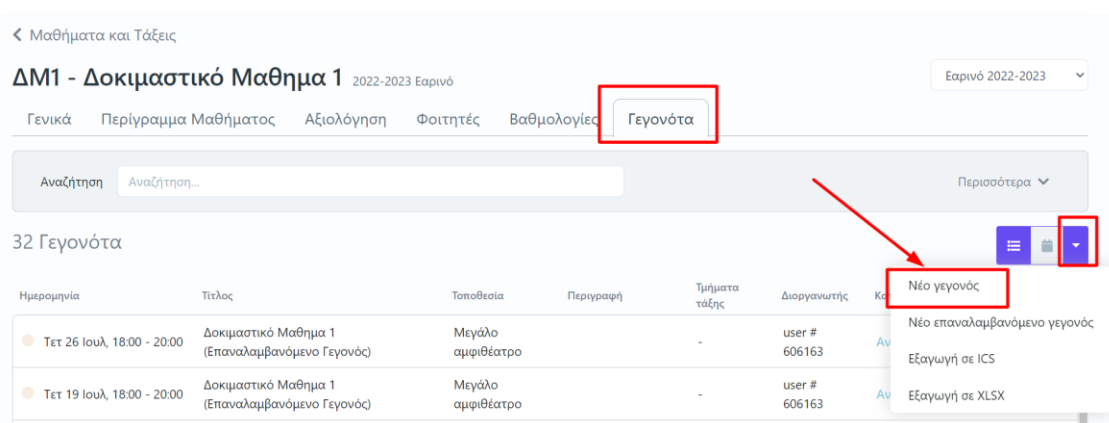 Μαθήματα και Τάξεις
ΔΜ1 - Δοκιμαστικό Μαθημα 1 2022-2023 Εαρινό
Εαρινό 2022-2023
Γενικά Περίγραμμα Μαθήματος Αξιολόγηση Φοιτητές Βαθμολογίες Γεγονότα
Αναζήτηση Αναζήτηση... Περισσότερα
32 Γεγονότα
Ημερομηνία Τίτλος Τοποθεσία Περιγραφή Τμήματα τάξης Διοργανωτής
Τετ 26 Ιουλ, 18:00 - 20:00 Δοκιμαστικό Μαθημα 1 Μεγάλο - user #
(Επαναλαμβανόμενο Γεγονός) αμφιθέατρο 606163
Τετ 19 Ιουλ, 18:00 - 20:00 Δοκιμαστικό Μαθημα 1 Μεγάλο - user #
(Επαναλαμβανόμενο Γεγονός) αμφιθέατρο 606163
Νέο γεγονός
Νέο επαναλαμβανόμενο γεγονός
Εξαγωγή σε ICS
Εξαγωγή σε XLSX